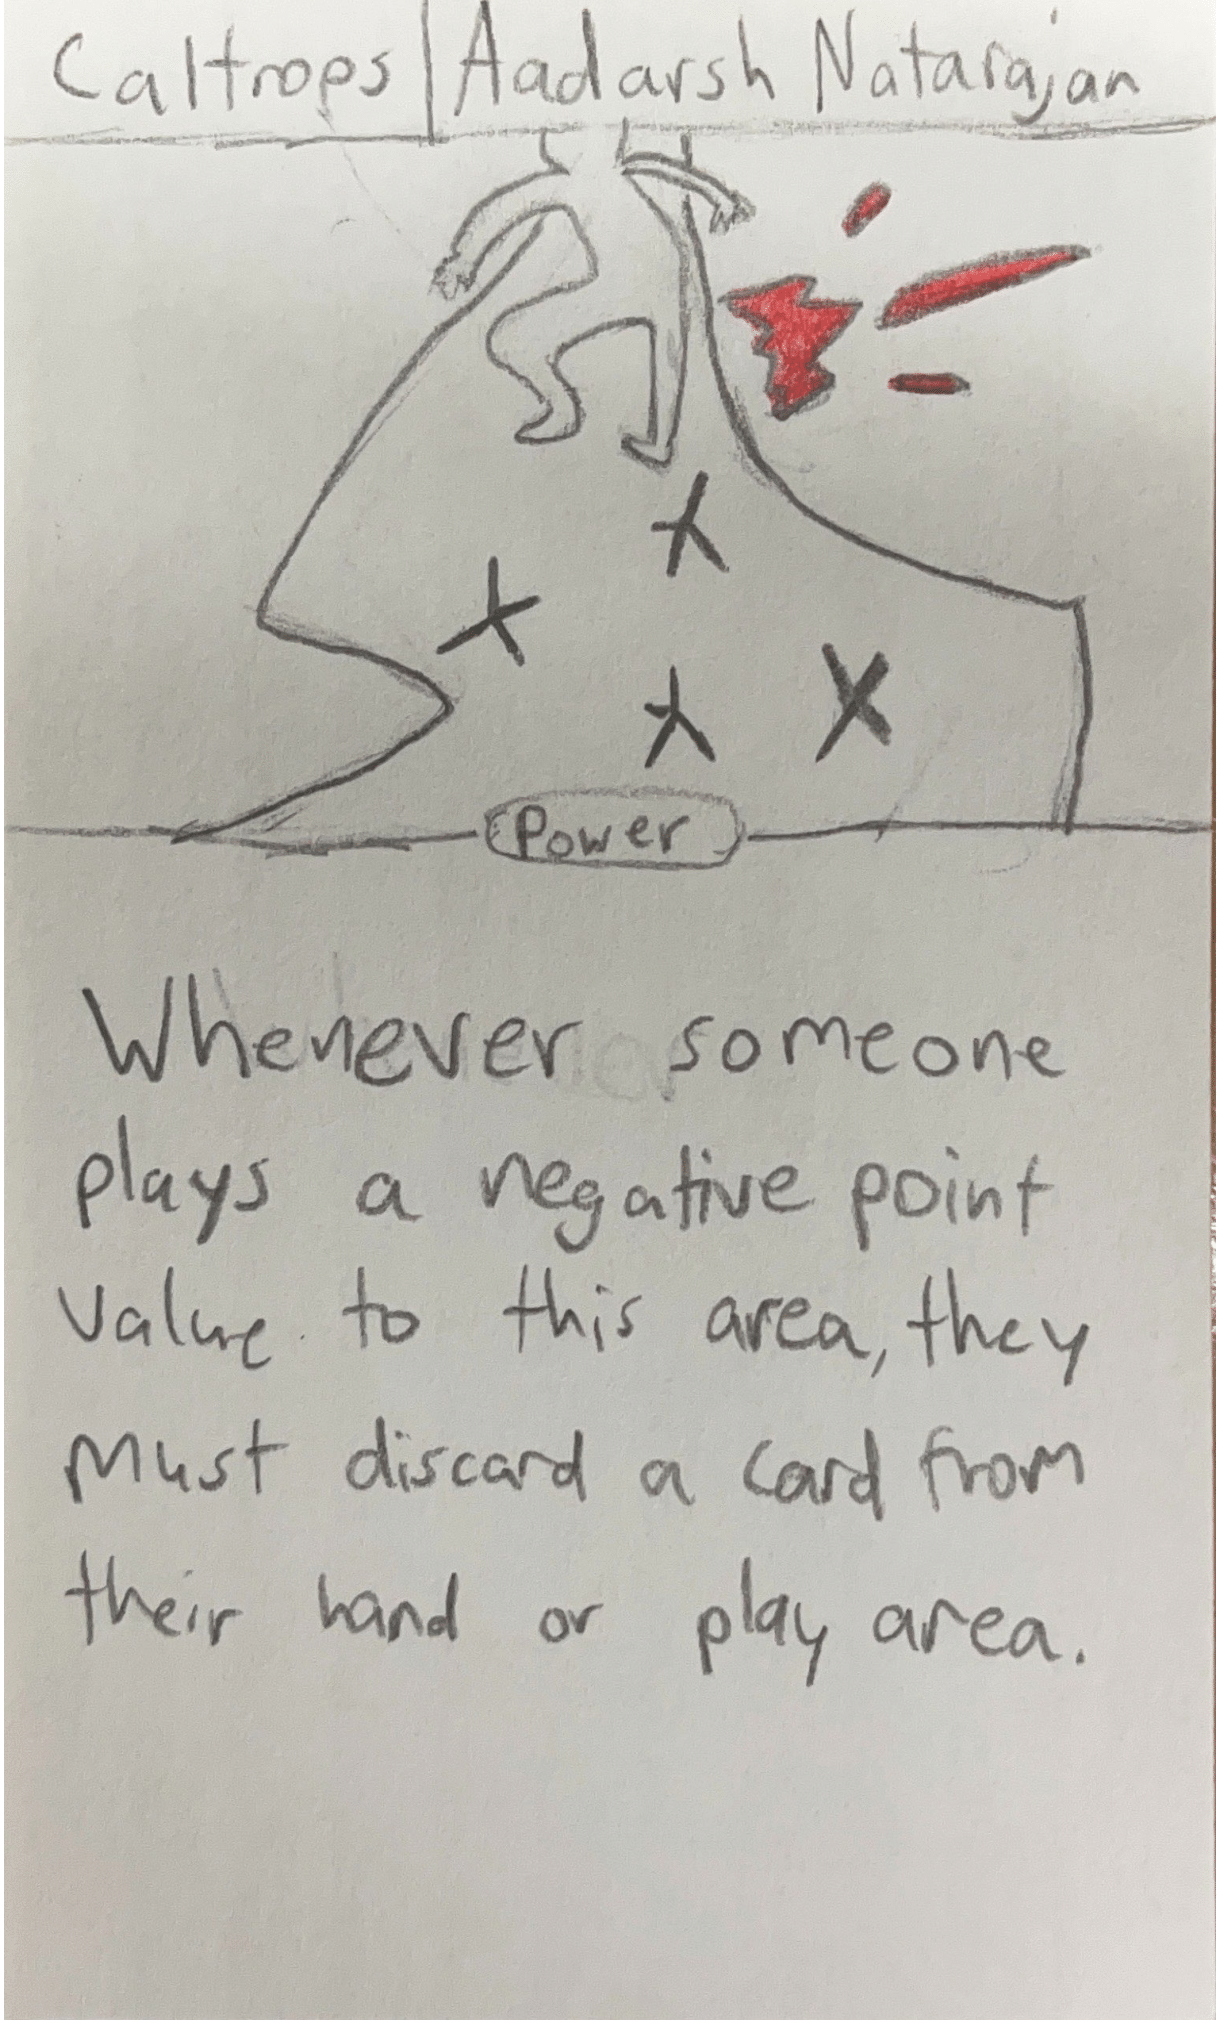 Caltrops | Aadarsh Natarajan
Power
Whenever someone
plays a negative point
value to this area, they
must discard a card from
their hand or play area.